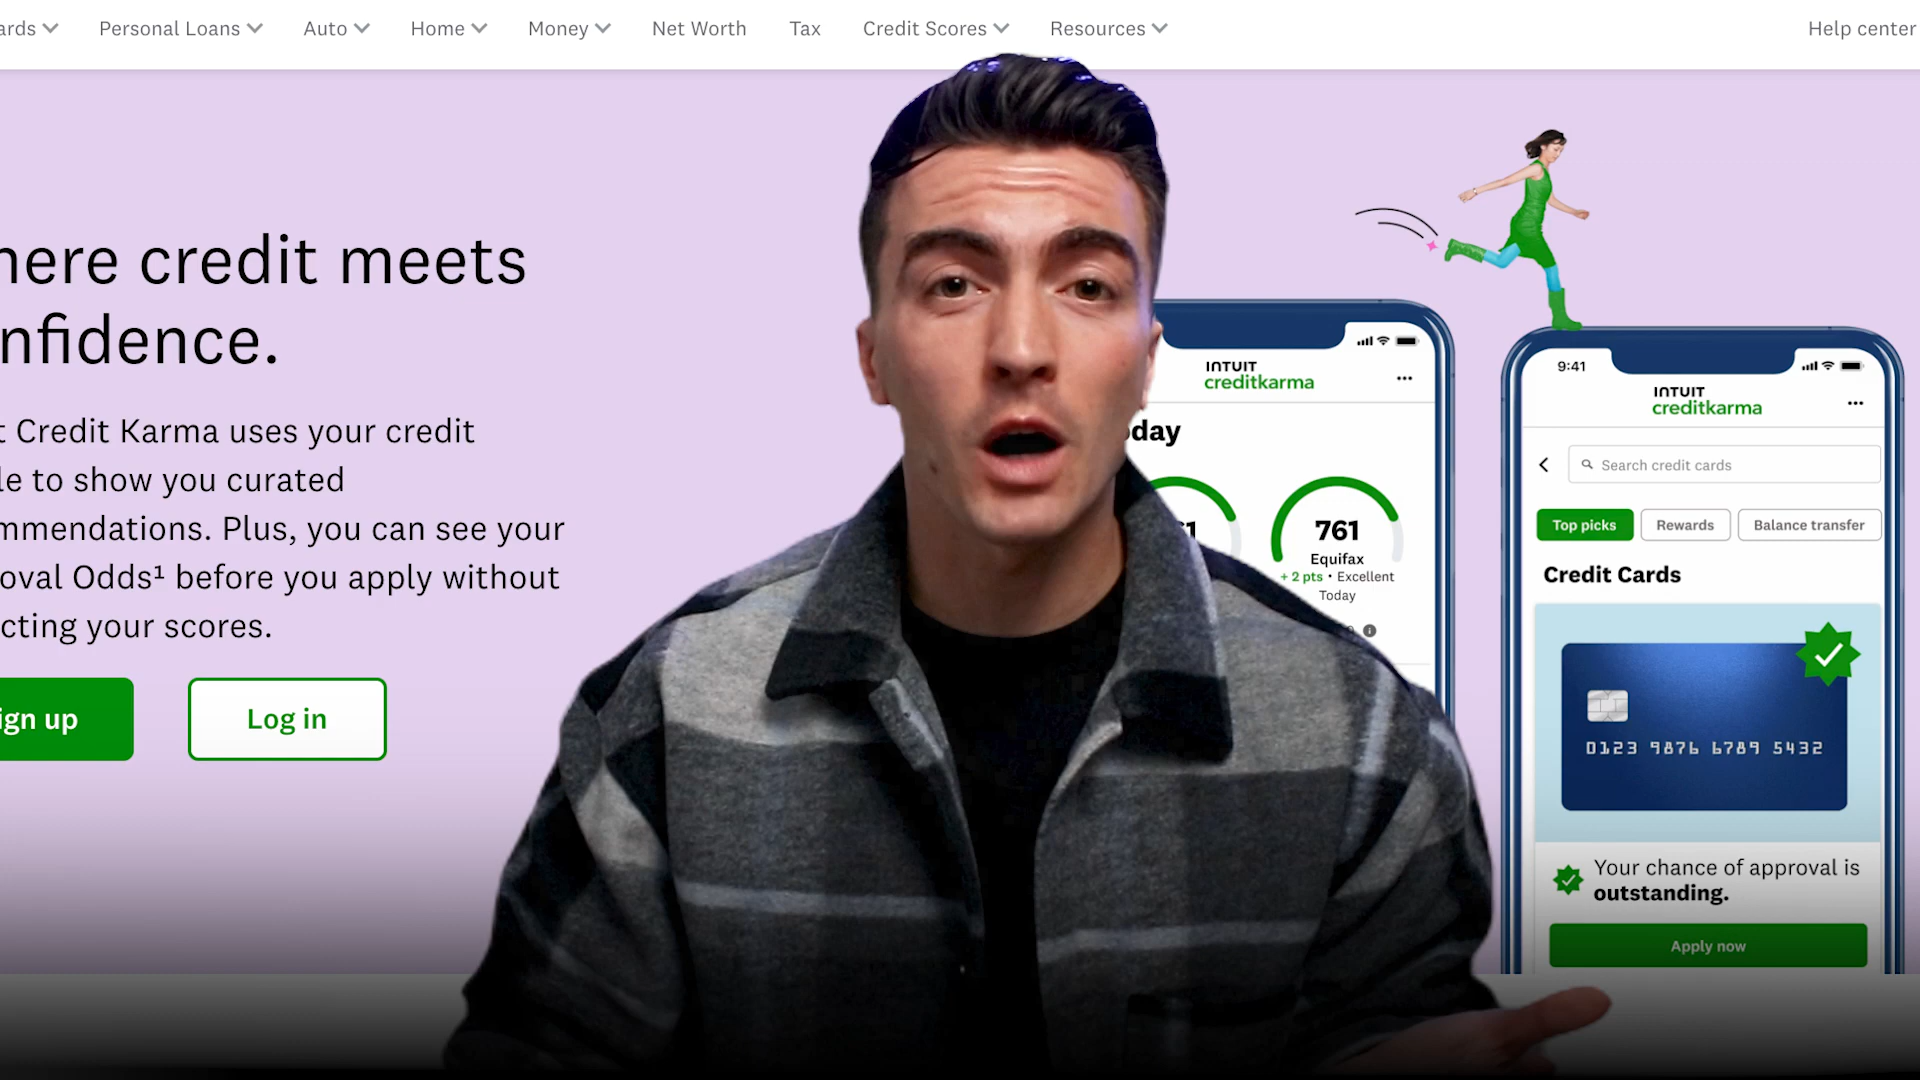 ards
Personal Loans
Auto
Home
Money
Net Worth
Tax
Credit Scores
Resources
Help center
here credit meets
nfidence.
t Credit Karma uses your credit
le to show you curated
mmendations. Plus, you can see your
oval Odds¹ before you apply without
cting your scores.
ign up
Log in
INTUIT
creditkarma
oday
61
761
Equifax
+ 2 pts • Excellent
Today
9:41
INTUIT
creditkarma
Search credit cards
Top picks
Rewards
Balance transfer
Credit Cards
0123 9876 6789 5432
Your chance of approval is
outstanding.
Apply now